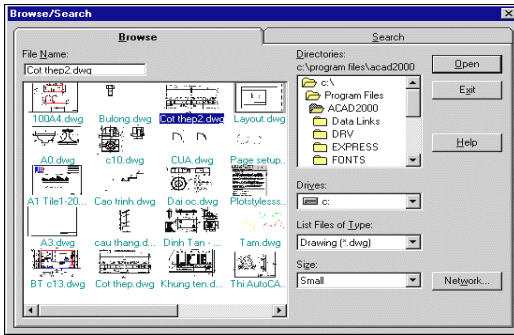 Browse/Search
Browse
Search
File Name:
Cot thep2.dwg
100A4.dwg Bulong.dwg Cot thep2.dwg Layout.dwg
A0.dwg c10.dwg CUA.dwg Page setup..
A1 Tile1-20... Cao trinh.dwg Dai oc.dwg Plotstylesss..
A3.dwg cau thang.d... Dinh Tan - ... Tam.dwg
BT c13.dwg Cot thep.dwg Khung ten.d... Thi AutoCA..
Directories:
c:\program files\acad2000
c:\
Program Files
ACAD2000
Data Links
DRV
EXPRESS
FONTS
Drives:
c:
List Files of Type:
Drawing (*.dwg)
Size:
Small
Open
Exit
Help
Network...